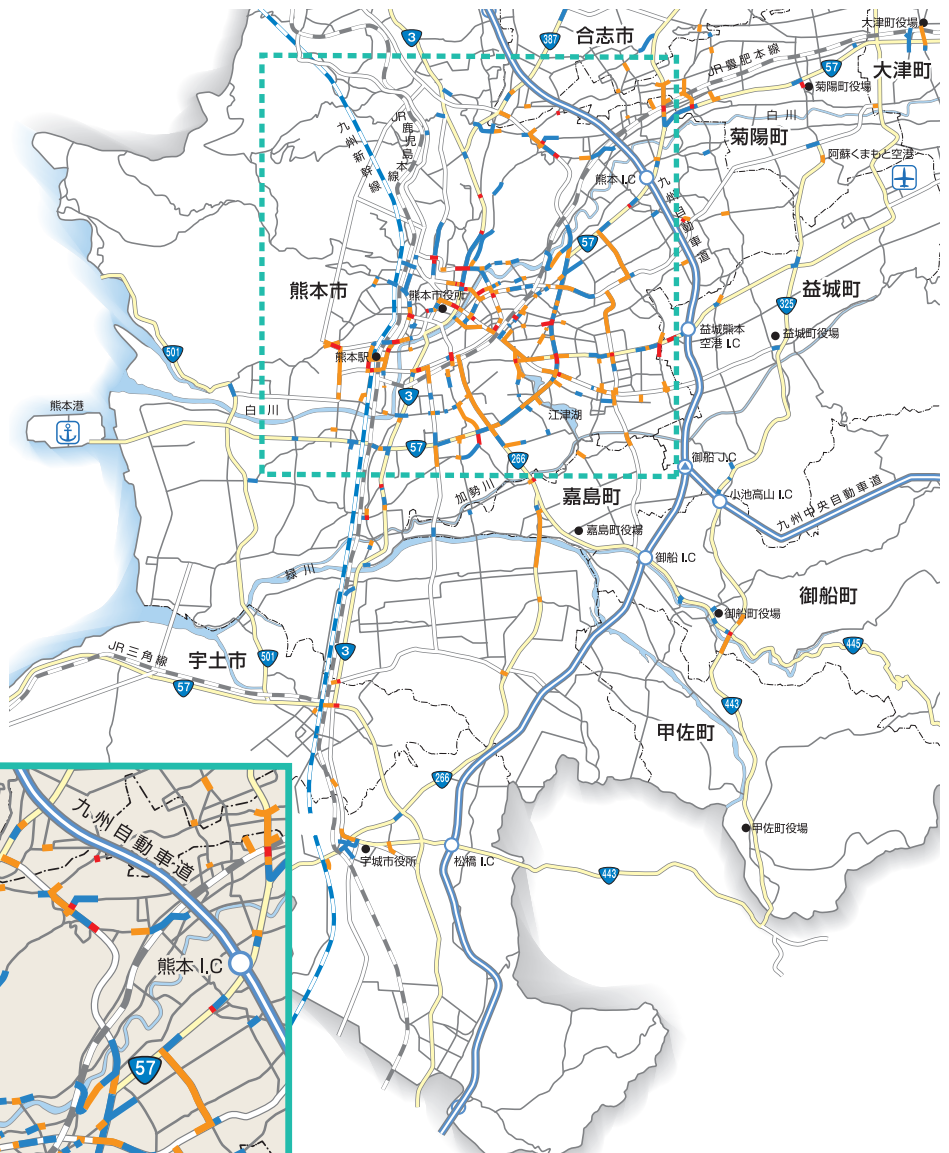 大津町役場
3
387
合志市
JR豊肥本線
57
大津町
菊陽町役場
白川
JR鹿児島本線
九州新幹線
菊陽町
阿蘇くまもと空港
熊本I.C
九州自動車道
57
熊本市
熊本市役所
益城町
325
益城熊本
空港I.C
益城町役場
501
熊本駅
3
熊本港
白川
江津湖
57
266
御船J.C
加勢川
嘉島町
小池高山I.C
九州中央自動車道
嘉島町役場
御船I.C
緑川
御船町
御船町役場
JR三角線
宇土市
501
3
445
57
443
甲佐町
266
九州自動車道
甲佐町役場
宇城市役所
松橋I.C
443
熊本I.C
57